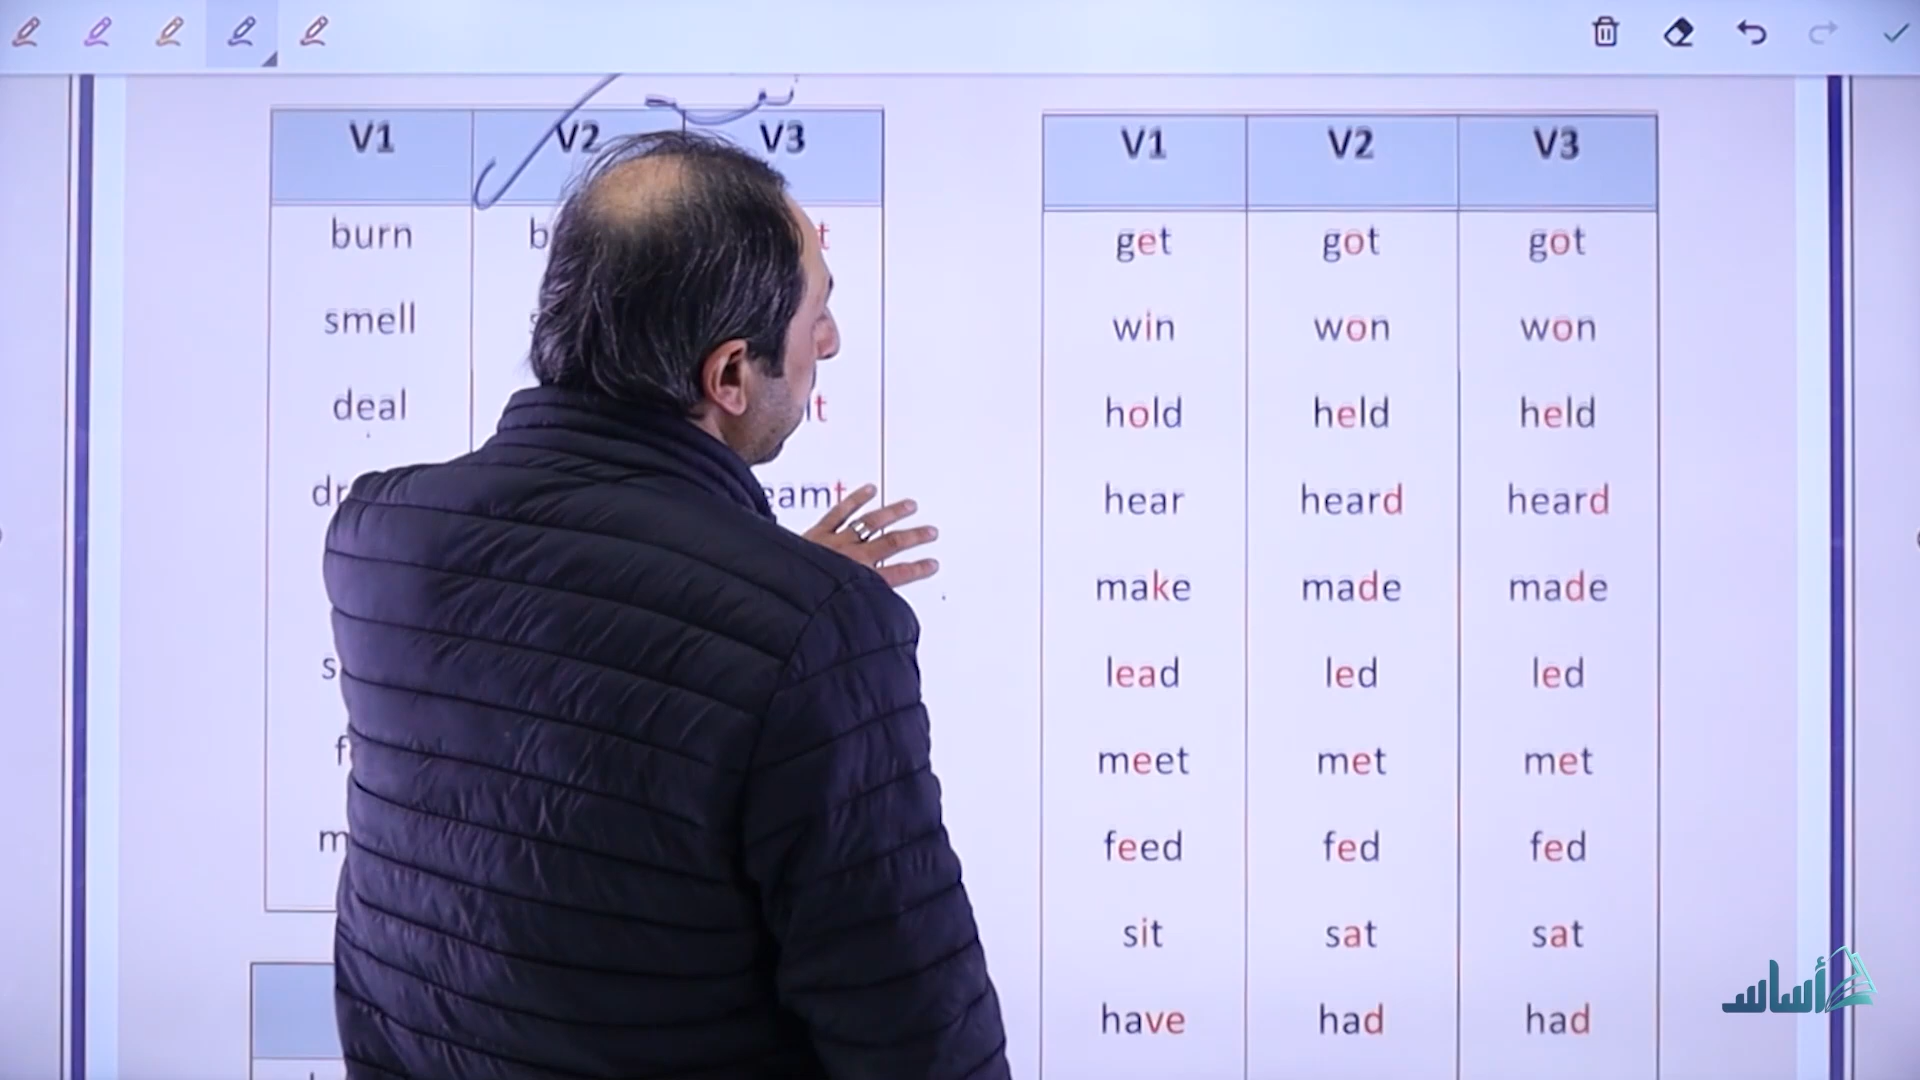 V1 V2 V3
burn
smell
deal
V1 V2 V3
get got got
win won won
hold held held
hear heard heard
make made made
lead led led
meet met met
feed fed fed
sit sat sat
have had had
أساس